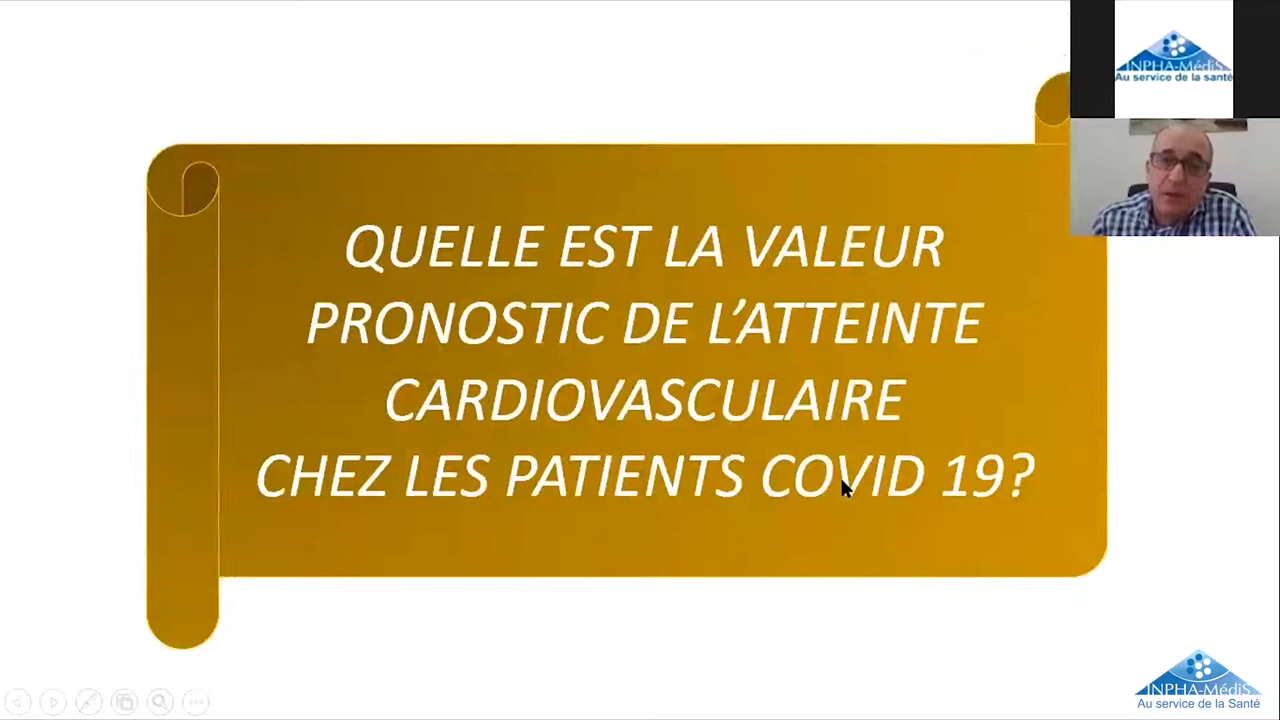 INPHA-MédiS
Au service de la santé
QUELLE EST LA VALEUR
PRONOSTIC DE L’ATTEINTE
CARDIOVASCULAIRE
CHEZ LES PATIENTS COVID 19?
INPHA-MédiS
Au service de la Santé